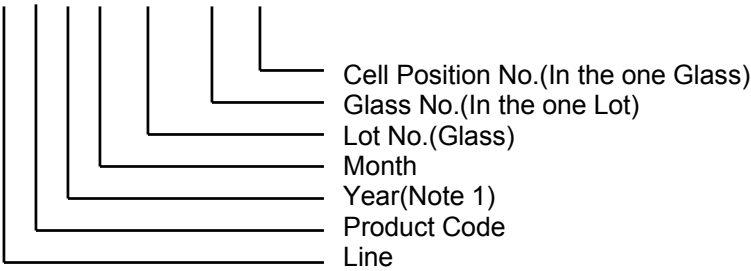 Cell Position No.(In the one Glass)
Glass No.(In the one Lot)
Lot No.(Glass)
Month
Year(Note 1)
Product Code
Line